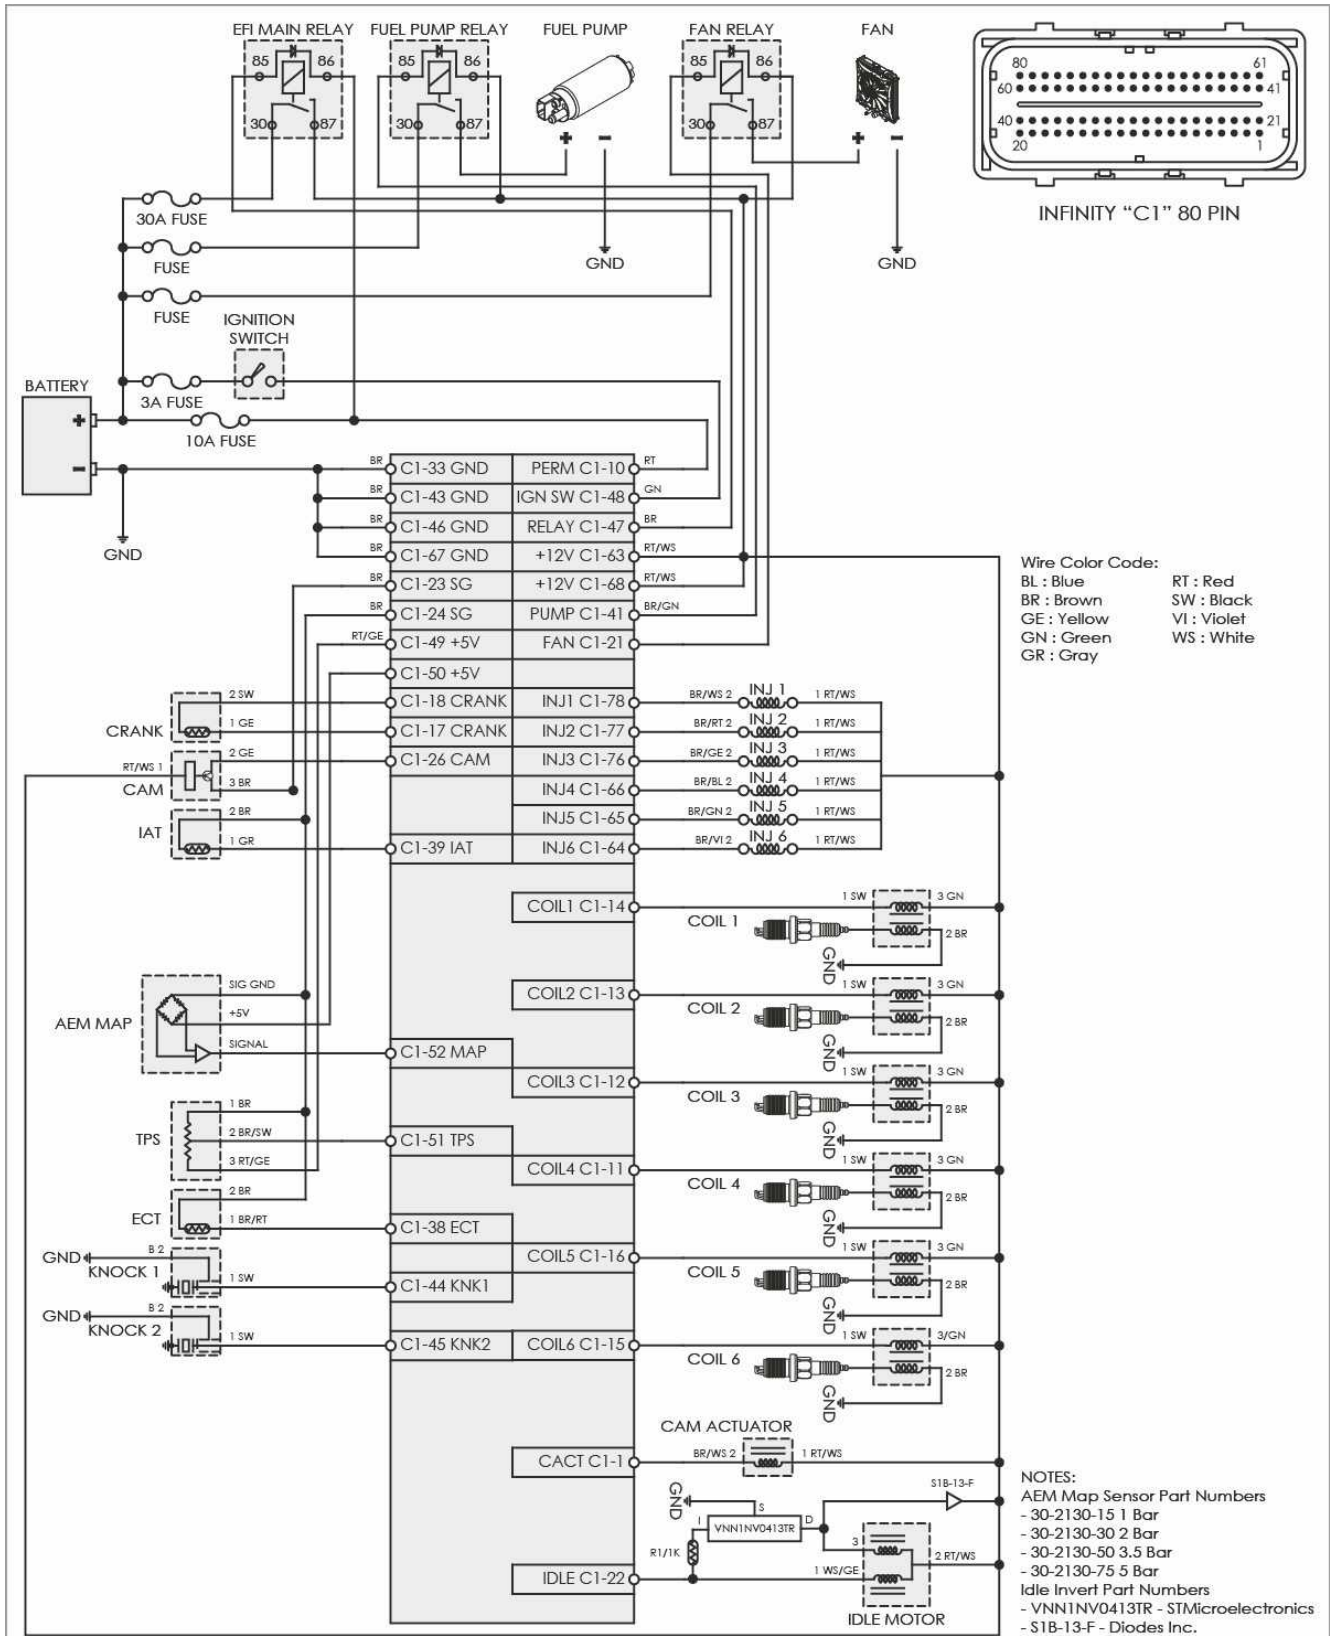 EFI MAIN RELAY
FUEL PUMP RELAY
FUEL PUMP
FAN RELAY
FAN
85
86
30
87
85
86
30
87
+
-
85
86
30
87
+
-
80
61
60
41
40
21
20
1
INFINITY "C1" 80 PIN
30A FUSE
FUSE
FUSE
GND
GND
IGNITION
SWITCH
3A FUSE
10A FUSE
BATTERY
+
-
GND
BR C1-33 GND PERM C1-10 RT
BR C1-43 GND IGN SW C1-48 GN
BR C1-46 GND RELAY C1-47 BR
BR C1-67 GND +12V C1-63 RT/WS
BR C1-23 SG +12V C1-68 RT/WS
BR C1-24 SG PUMP C1-41 BR/GN
RT/GE C1-49 +5V FAN C1-21
C1-50 +5V
Wire Color Code:
BL : Blue RT : Red
BR : Brown SW : Black
GE : Yellow VI : Violet
GN : Green WS : White
GR : Gray
CRANK
2 SW C1-18 CRANK INJ1 C1-78 BR/WS 2 INJ 1 1 RT/WS
1 GE C1-17 CRANK INJ2 C1-77 BR/RT 2 INJ 2 1 RT/WS
CAM
RT/WS 1
2 GE C1-26 CAM INJ3 C1-76 BR/GE 2 INJ 3 1 RT/WS
3 BR INJ4 C1-66 BR/BL 2 INJ 4 1 RT/WS
IAT
2 BR INJ5 C1-65 BR/GN 2 INJ 5 1 RT/WS
1 GR C1-39 IAT INJ6 C1-64 BR/VI 2 INJ 6 1 RT/WS
COIL1 C1-14 COIL 1 1 SW 3 GN
2 BR
GND
COIL2 C1-13 COIL 2 1 SW 3 GN
2 BR
GND
AEM MAP
SIG GND
+5V
SIGNAL
C1-52 MAP
COIL3 C1-12 COIL 3 1 SW 3 GN
2 BR
GND
TPS
1 BR
2 BR/SW C1-51 TPS
3 RT/GE
COIL4 C1-11 COIL 4 1 SW 3 GN
2 BR
GND
ECT
2 BR
1 BR/RT C1-38 ECT
GND
B 2
KNOCK 1
1 SW C1-44 KNK1
COIL5 C1-16 COIL 5 1 SW 3 GN
2 BR
GND
GND
B 2
KNOCK 2
1 SW C1-45 KNK2
COIL6 C1-15 COIL 6 1 SW 3/GN
2 BR
GND
CAM ACTUATOR
CACT C1-1 BR/WS 2 1 RT/WS
GND
S
I
VNN1NV0413TR
D
S1B-13-F
R1/1K
3
2 RT/WS
IDLE C1-22 1 WS/GE
IDLE MOTOR
NOTES:
AEM Map Sensor Part Numbers
- 30-2130-15 1 Bar
- 30-2130-30 2 Bar
- 30-2130-50 3.5 Bar
- 30-2130-75 5 Bar
Idle Invert Part Numbers
- VNN1NV0413TR - STMicroelectronics
- S1B-13-F - Diodes Inc.